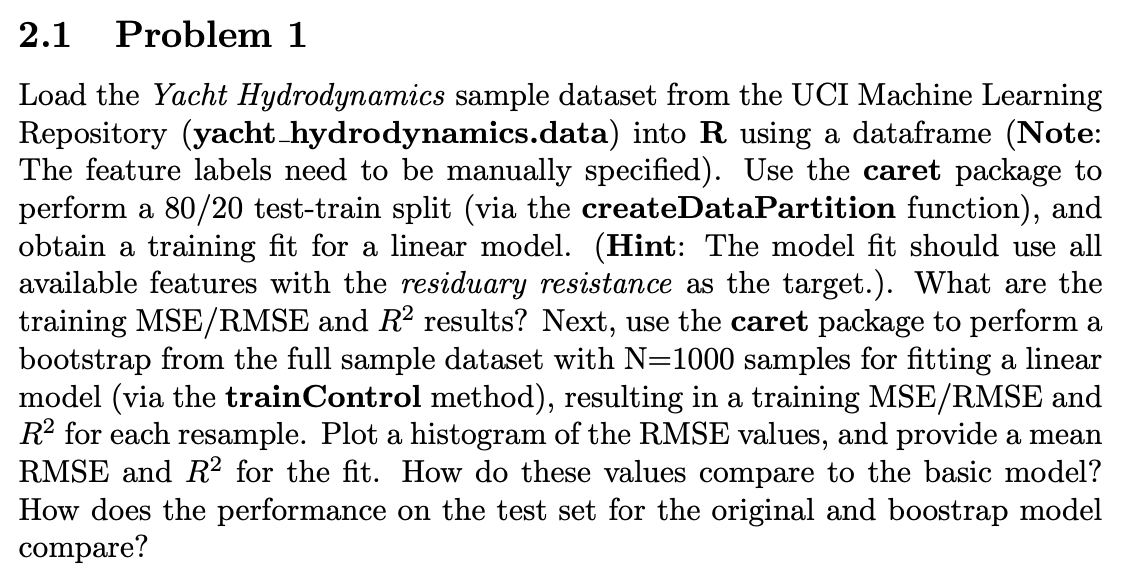 2.1 Problem 1
Load the Yacht Hydrodynamics sample dataset from the UCI Machine Learning
Repository (yacht_hydrodynamics.data) into R using a dataframe (Note:
The feature labels need to be manually specified). Use the caret package to
perform a 80/20 test-train split (via the createDataPartition function), and
obtain a training fit for a linear model. (Hint: The model fit should use all
available features with the residuary resistance as the target.). What are the
training MSE/RMSE and R² results? Next, use the caret package to perform a
bootstrap from the full sample dataset with N=1000 samples for fitting a linear
model (via the trainControl method), resulting in a training MSE/RMSE and
R² for each resample. Plot a histogram of the RMSE values, and provide a mean
RMSE and R² for the fit. How do these values compare to the basic model?
How does the performance on the test set for the original and boostrap model
compare?